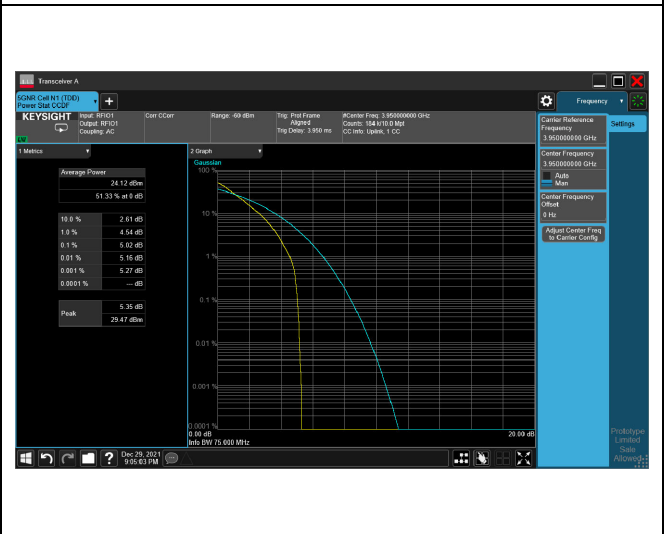 Transceiver A
5GNR Cell N1 (TDD)
Power Stat CCDF
+
Frequency
KEYSIGHT
LW
Input: RFIO1
Output: RFIO1
Coupling: AC
Corr CCorr
Range: -60 dBm
Trig: Prot Frame
Aligned
Trig Delay: 3.950 ms
#Center Freq: 3.950000000 GHz
Counts: 184 k/10.0 Mpt
CC Info: Uplink, 1 CC
Settings
Carrier Reference
Frequency
3.950000000 GHz
Center Frequency
3.950000000 GHz
Auto
Man
Center Frequency
Offset
0 Hz
Adjust Center Freq
to Carrier Config
1 Metrics
Average Power
24.12 dBm
51.33 % at 0 dB
10.0 % 2.61 dB
1.0 % 4.54 dB
0.1 % 5.02 dB
0.01 % 5.16 dB
0.001 % 5.27 dB
0.0001 % --- dB
Peak
5.35 dB
29.47 dBm
2 Graph
Gaussian
100 %
10 %
1 %
0.1 %
0.01 %
0.001 %
0.0001 %
0.00 dB 20.00 dB
Info BW 75.000 MHz
Prototype
Limited
Sale
Allowed
?
Dec 29, 2021
9:05:03 PM